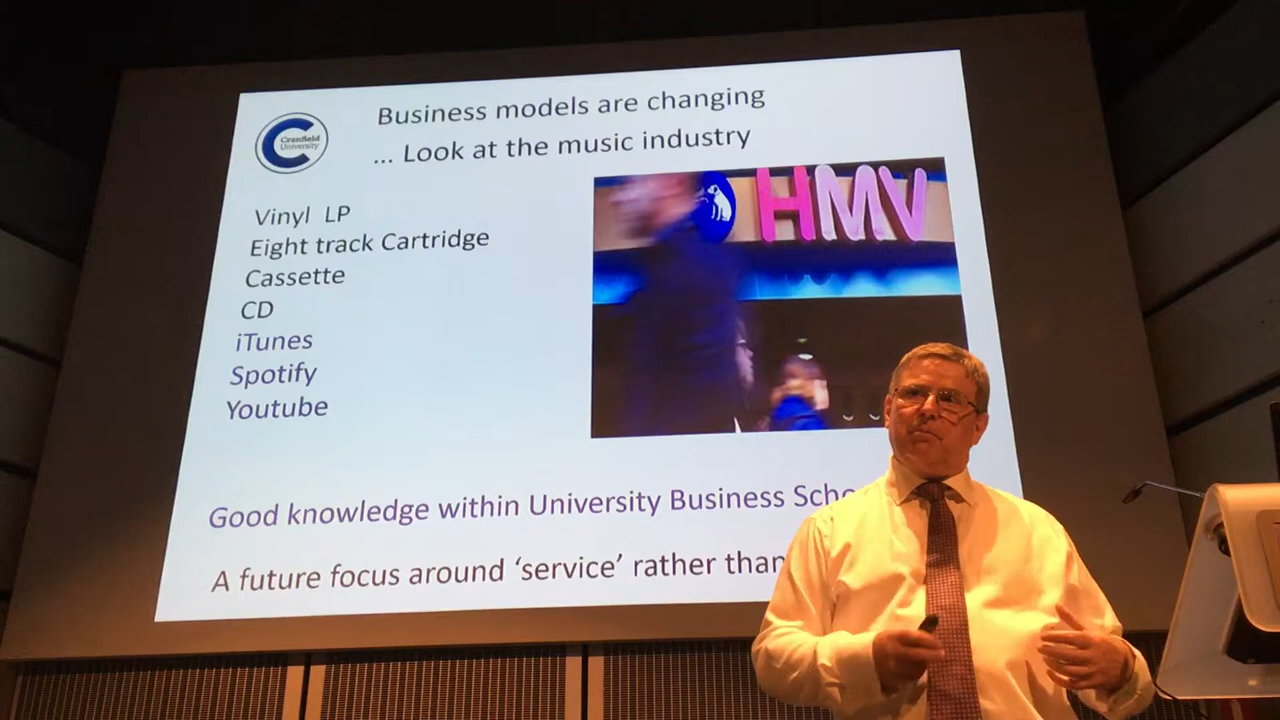 Cranfield
University
Business models are changing
... Look at the music industry
Vinyl LP
Eight track Cartridge
Cassette
CD
iTunes
Spotify
Youtube
HMV
Good knowledge within University Business
A future focus around ‘service’ rather than